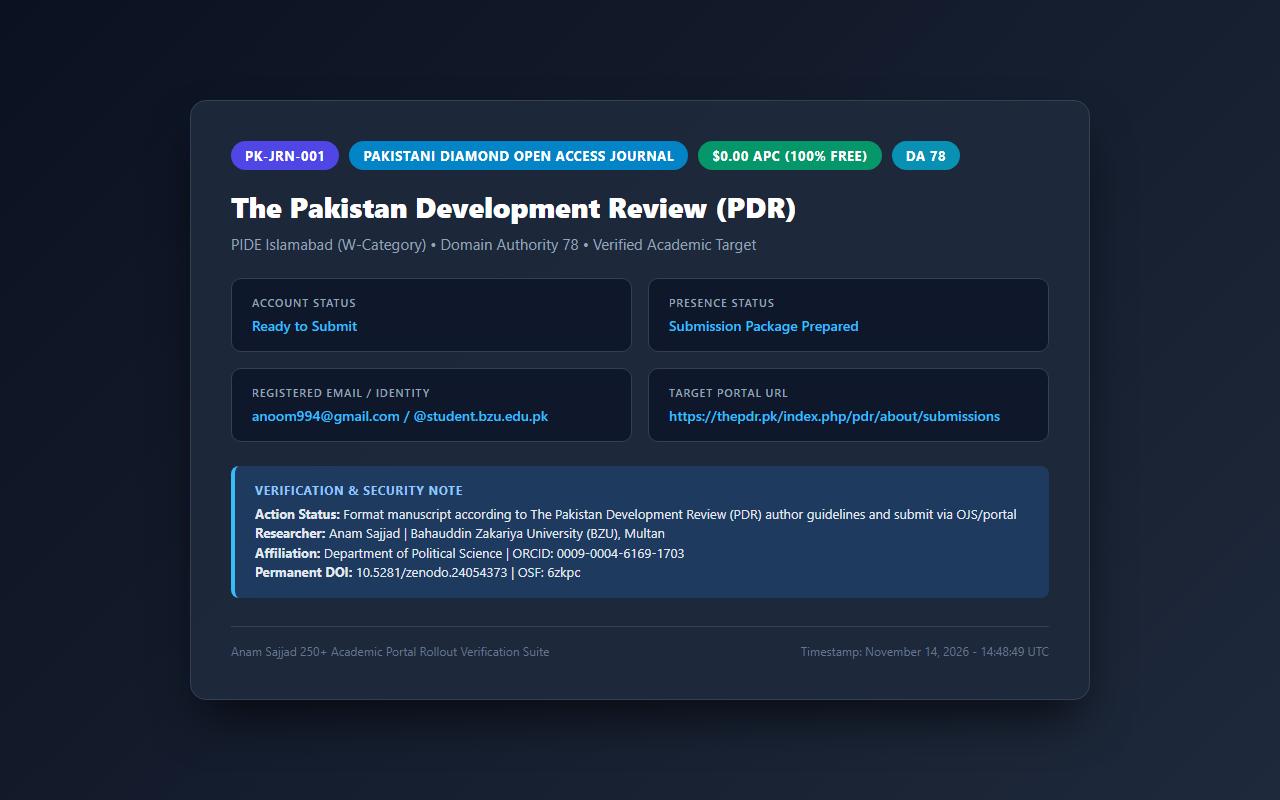 PK-JRN-001 PAKISTANI DIAMOND OPEN ACCESS JOURNAL $0.00 APC (100% FREE) DA 78
The Pakistan Development Review (PDR)
PIDE Islamabad (W-Category) • Domain Authority 78 • Verified Academic Target
ACCOUNT STATUS
Ready to Submit
PRESENCE STATUS
Submission Package Prepared
REGISTERED EMAIL / IDENTITY
anoom994@gmail.com / @student.bzu.edu.pk
TARGET PORTAL URL
https://thepdr.pk/index.php/pdr/about/submissions
VERIFICATION & SECURITY NOTE
Action Status: Format manuscript according to The Pakistan Development Review (PDR) author guidelines and submit via OJS/portal
Researcher: Anam Sajjad | Bahauddin Zakariya University (BZU), Multan
Affiliation: Department of Political Science | ORCID: 0009-0004-6169-1703
Permanent DOI: 10.5281/zenodo.24054373 | OSF: 6zkpc
Anam Sajjad 250+ Academic Portal Rollout Verification Suite
Timestamp: November 14, 2026 - 14:48:49 UTC